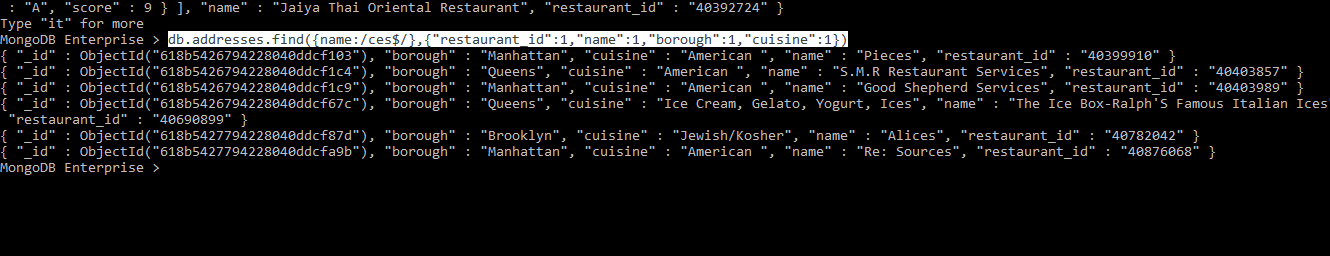 : "A", "score" : 9 } ], "name" : "Jaiya Thai Oriental Restaurant", "restaurant_id" : "40392724" }
Type "it" for more
MongoDB Enterprise > db.addresses.find({name:/ces$/},{"restaurant_id":1,"name":1,"borough":1,"cuisine":1})
{ "_id" : ObjectId("618b5426794228040ddcf103"), "borough" : "Manhattan", "cuisine" : "American ", "name" : "Pieces", "restaurant_id" : "40399910" }
{ "_id" : ObjectId("618b5426794228040ddcf1c4"), "borough" : "Queens", "cuisine" : "American ", "name" : "S.M.R Restaurant Services", "restaurant_id" : "40403857" }
{ "_id" : ObjectId("618b5426794228040ddcf1c9"), "borough" : "Manhattan", "cuisine" : "American ", "name" : "Good Shepherd Services", "restaurant_id" : "40403989" }
{ "_id" : ObjectId("618b5426794228040ddcf67c"), "borough" : "Queens", "cuisine" : "Ice Cream, Gelato, Yogurt, Ices", "name" : "The Ice Box-Ralph'S Famous Italian Ices
"restaurant_id" : "40690899" }
{ "_id" : ObjectId("618b5427794228040ddcf87d"), "borough" : "Brooklyn", "cuisine" : "Jewish/Kosher", "name" : "Alices", "restaurant_id" : "40782042" }
{ "_id" : ObjectId("618b5427794228040ddcfa9b"), "borough" : "Manhattan", "cuisine" : "American ", "name" : "Re: Sources", "restaurant_id" : "40876068" }
MongoDB Enterprise >